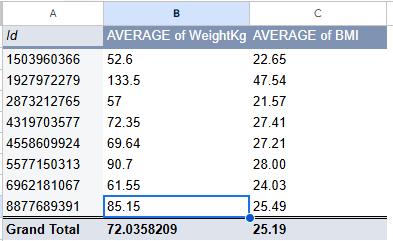 A B C
Id AVERAGE of WeightKg AVERAGE of BMI
1503960366 52.6 22.65
1927972279 133.5 47.54
2873212765 57 21.57
4319703577 72.35 27.41
4558609924 69.64 27.21
5577150313 90.7 28.00
6962181067 61.55 24.03
8877689391 85.15 25.49
Grand Total 72.0358209 25.19